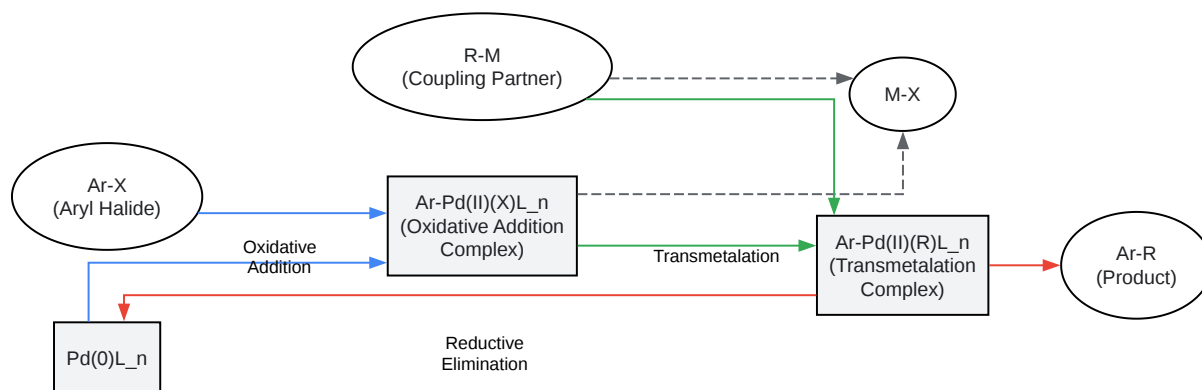 R-M
(Coupling Partner)
M-X
Ar-X
(Aryl Halide)
Ar-Pd(II)(X)L_n
(Oxidative Addition
Complex)
Oxidative
Addition
Transmetalation
Ar-Pd(II)(R)L_n
(Transmetalation
Complex)
Ar-R
(Product)
Pd(0)L_n
Reductive
Elimination